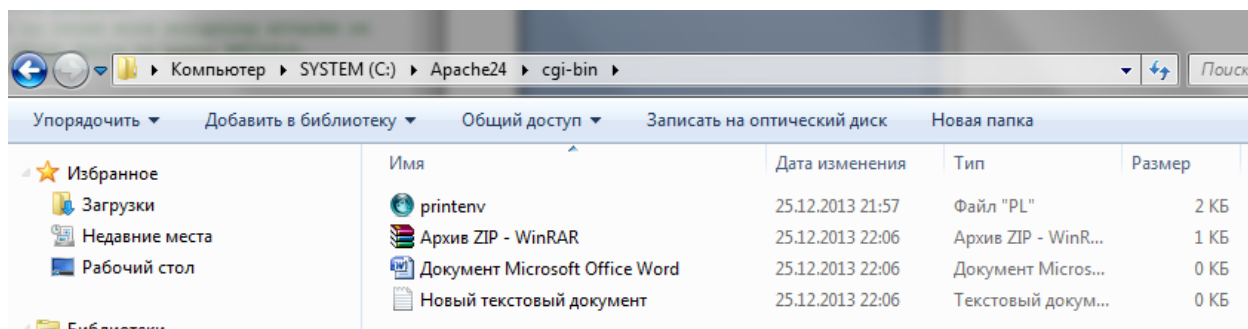 Компьютер ▸ SYSTEM (C:) ▸ Apache24 ▸ cgi-bin ▸
Упорядочить ▼ Добавить в библиотеку ▼ Общий доступ ▼ Записать на оптический диск Новая папка
Избранное
Загрузки
Недавние места
Рабочий стол
Имя Дата изменения Тип Размер
printenv 25.12.2013 21:57 Файл "PL" 2 КБ
Архив ZIP - WinRAR 25.12.2013 22:06 Архив ZIP - WinR... 1 КБ
Документ Microsoft Office Word 25.12.2013 22:06 Документ Micros... 0 КБ
Новый текстовый документ 25.12.2013 22:06 Текстовый докум... 0 КБ